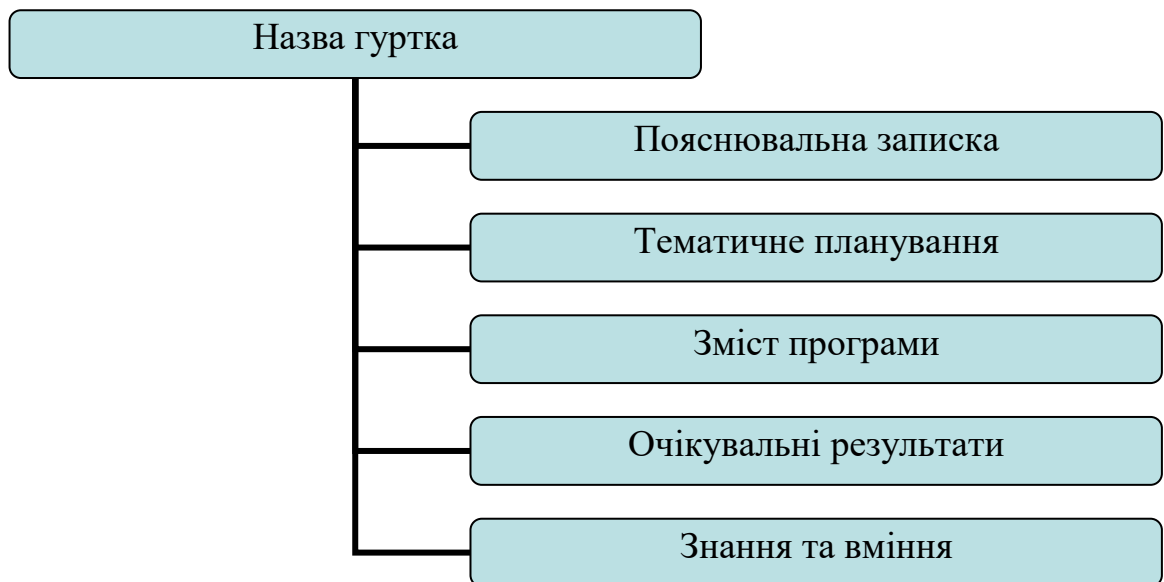 Назва гуртка
Пояснювальна записка
Тематичне планування
Зміст програми
Очікувальні результати
Знання та вміння